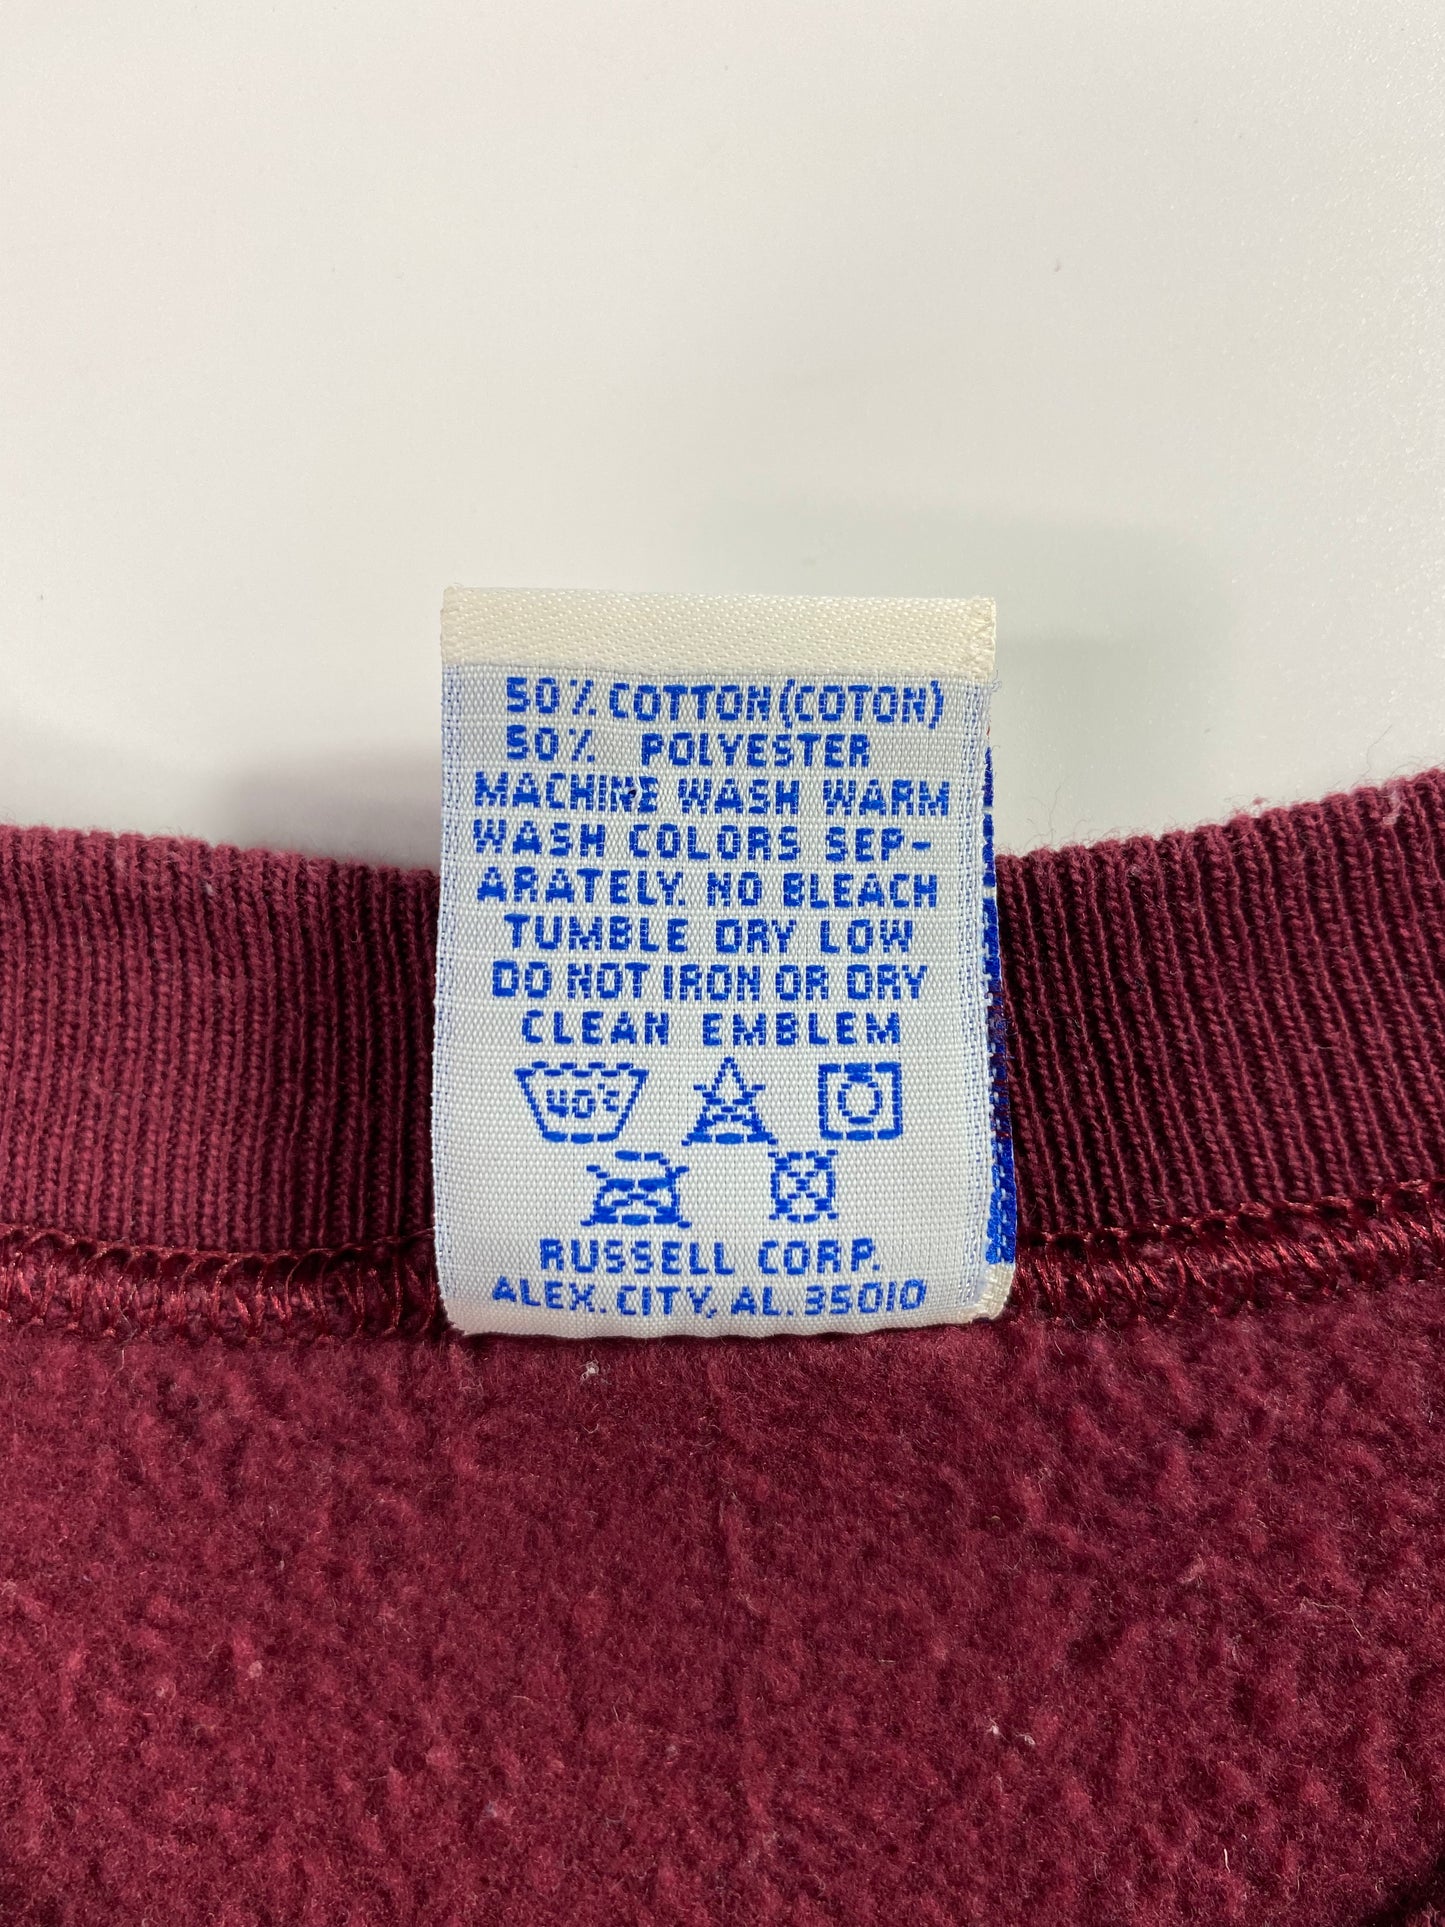 50% COTTON (COTON)
50% POLYESTER
MACHINE WASH WARM
WASH COLORS SEP-
ARATELY. NO BLEACH
TUMBLE DRY LOW
DO NOT IRON OR DRY
CLEAN EMBLEM
40°C
RUSSELL CORP.
ALEX. CITY, AL. 35010